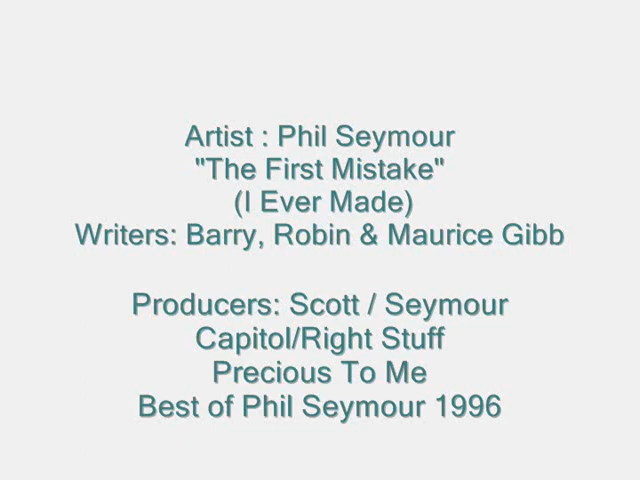 Artist : Phil Seymour
"The First Mistake"
(I Ever Made)
Writers: Barry, Robin & Maurice Gibb
Producers: Scott / Seymour
Capitol/Right Stuff
Precious To Me
Best of Phil Seymour 1996